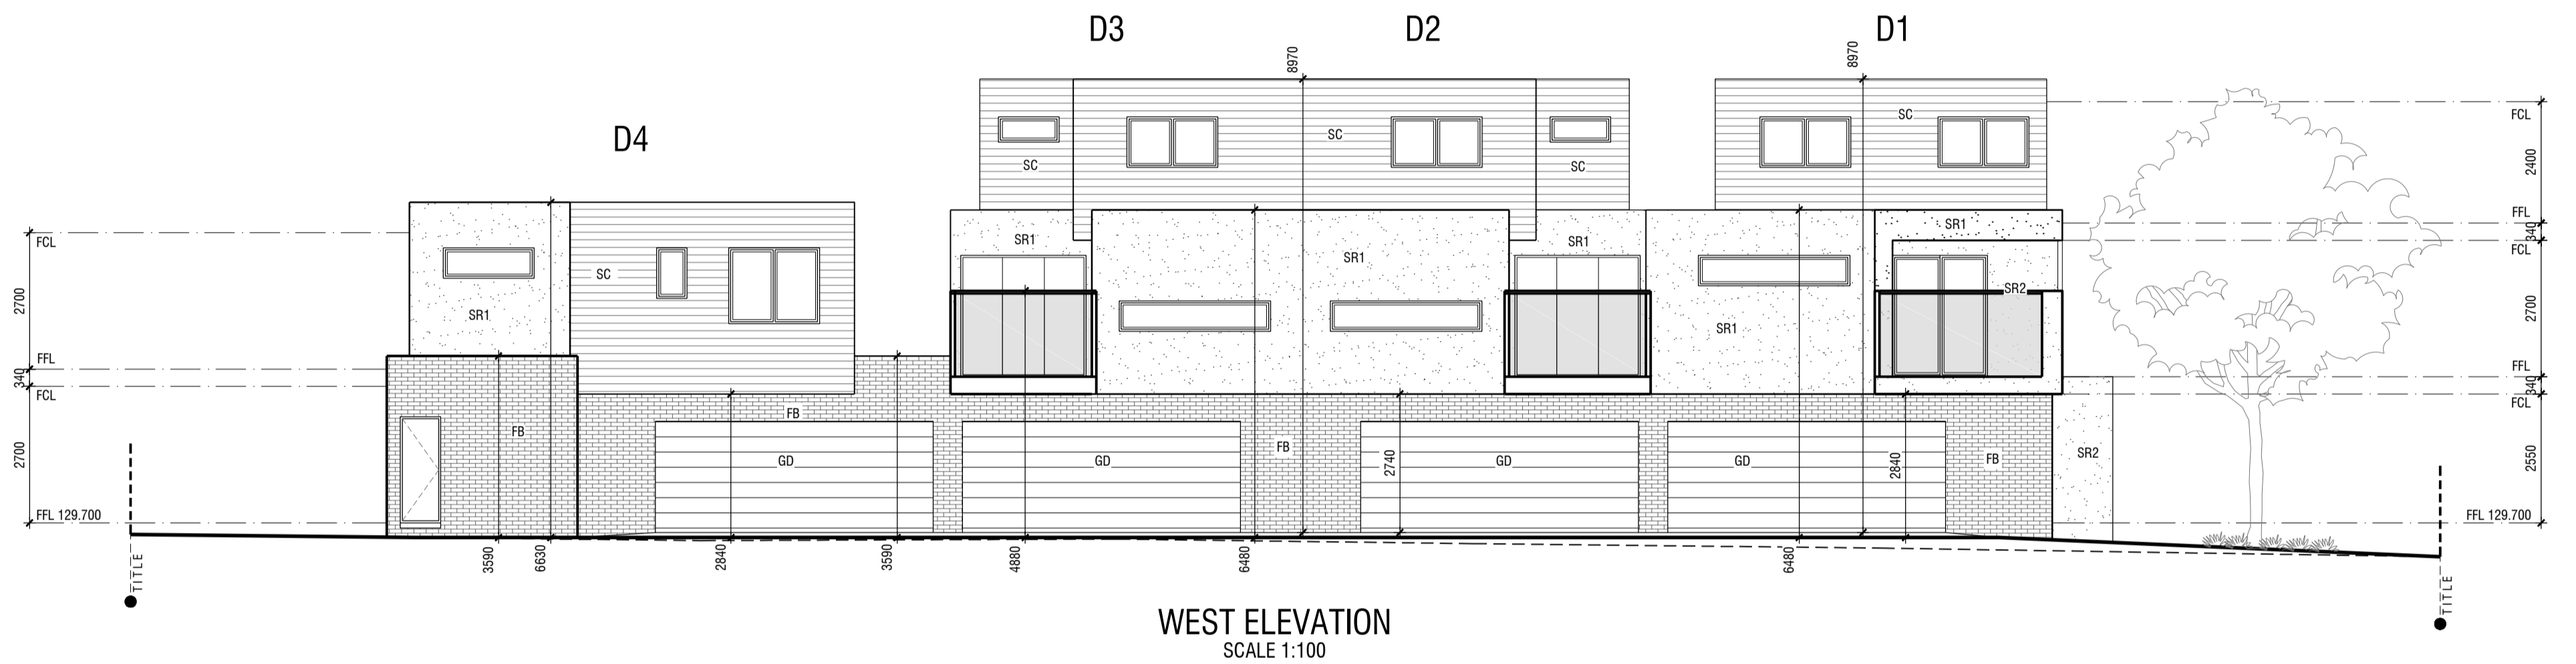 D3
D2
D1
D4
8970
8970
SC
SC
SC
SC
FCL
2400
FFL
340
FCL
2700
FFL
340
FCL
2550
FFL 129.700
FCL
2700
FFL
340
FCL
2700
FFL 129.700
SR1
SC
SR1
SR1
SR1
SR1
SR1
SR2
FB
FB
GD
GD
FB
2740
GD
GD
2840
FB
SR2
TITLE
3590
6630
2840
3590
4880
6480
6480
TITLE
WEST ELEVATION
SCALE 1:100